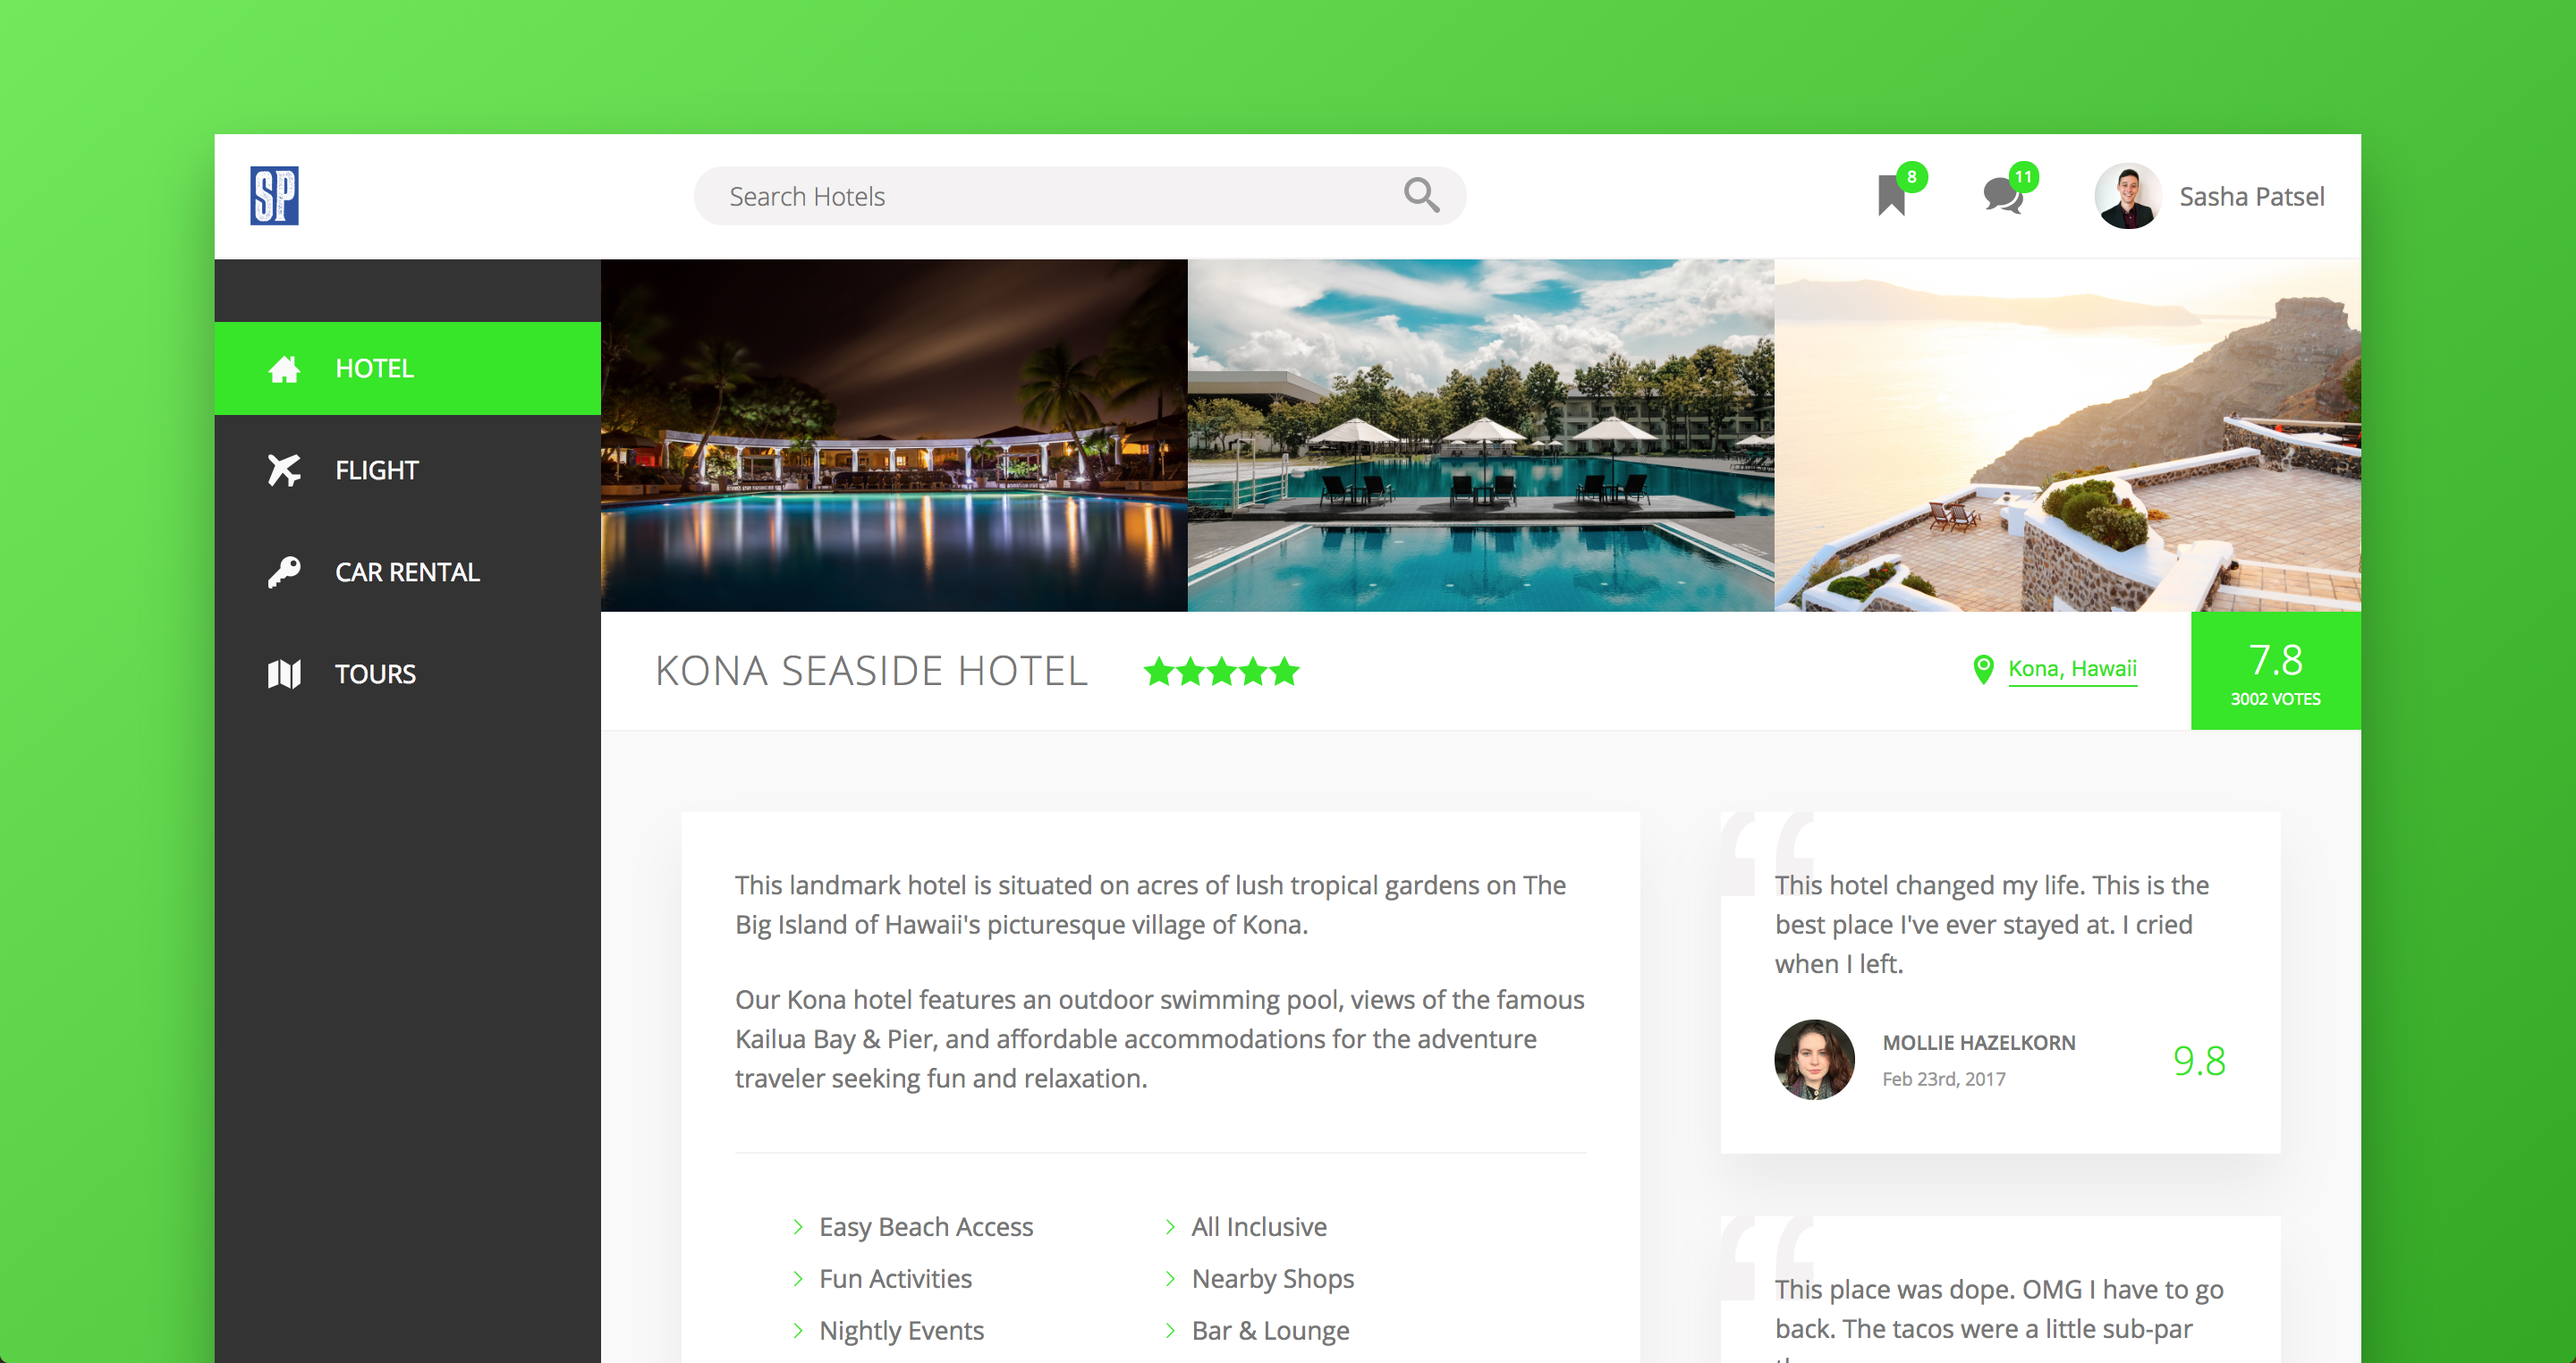 SP
Search Hotels
8
11
Sasha Patsel
HOTEL
FLIGHT
CAR RENTAL
TOURS
KONA SEASIDE HOTEL
Kona, Hawaii
7.8
3002 VOTES
This landmark hotel is situated on acres of lush tropical gardens on The
Big Island of Hawaii's picturesque village of Kona.
Our Kona hotel features an outdoor swimming pool, views of the famous
Kailua Bay & Pier, and affordable accommodations for the adventure
traveler seeking fun and relaxation.
Easy Beach Access
Fun Activities
Nightly Events
All Inclusive
Nearby Shops
Bar & Lounge
“
This hotel changed my life. This is the
best place I've ever stayed at. I cried
when I left.
MOLLIE HAZELKORN
Feb 23rd, 2017
9.8
“
This place was dope. OMG I have to go
back. The tacos were a little sub-par